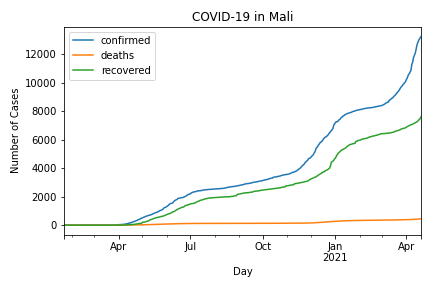 COVID-19 in Mali
confirmed
deaths
recovered
Number of Cases
12000
10000
8000
6000
4000
2000
0
Apr
Jul
Oct
Jan
2021
Apr
Day